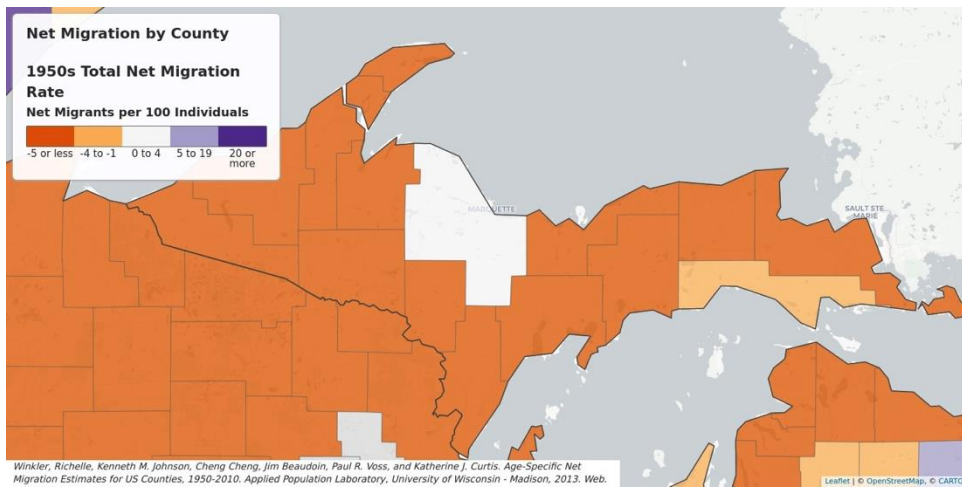 Net Migration by County
1950s Total Net Migration
Rate
Net Migrants per 100 Individuals
-5 or less -4 to -1 0 to 4 5 to 19 20 or
more
MARQUETTE
SAULT STE.
MARIE
Winkler, Richelle, Kenneth M. Johnson, Cheng Cheng, Jim Beaudoin, Paul R. Voss, and Katherine J. Curtis. Age-Specific Net
Migration Estimates for US Counties, 1950-2010. Applied Population Laboratory, University of Wisconsin - Madison, 2013. Web.
Leaflet | © OpenStreetMap, © CARTO